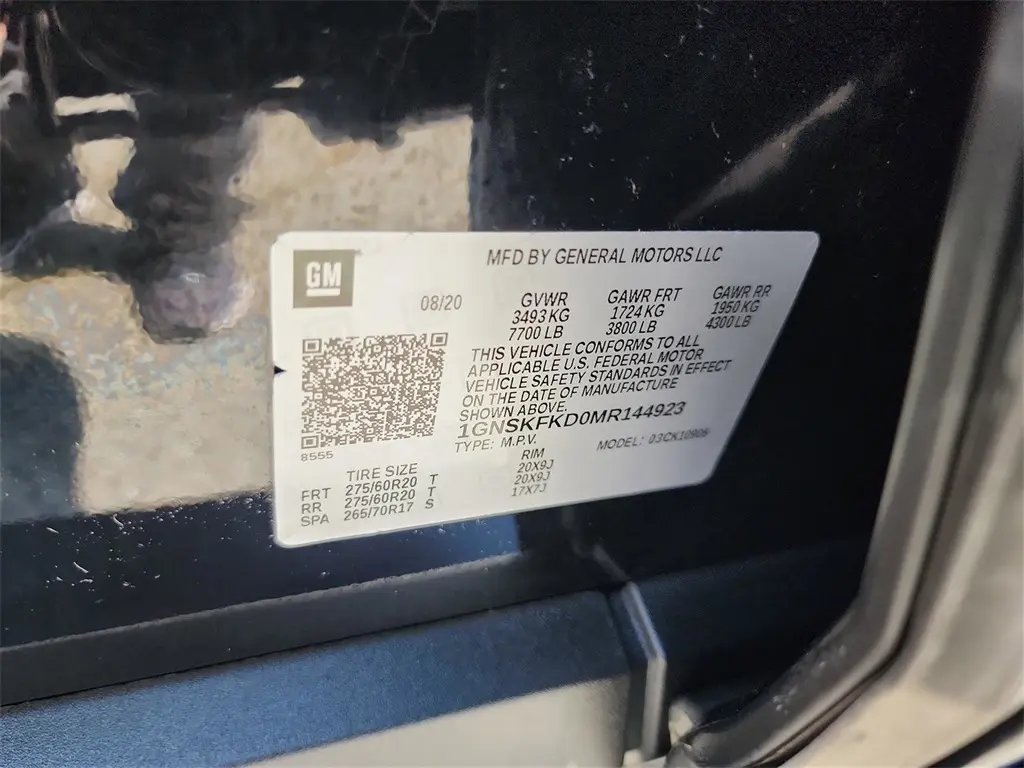 GM
MFD BY GENERAL MOTORS LLC
08/20
GVWR
3493 KG
7700 LB
GAWR FRT
1724 KG
3800 LB
GAWR RR
1950 KG
4300 LB
THIS VEHICLE CONFORMS TO ALL
APPLICABLE U.S. FEDERAL MOTOR
VEHICLE SAFETY STANDARDS IN EFFECT
ON THE DATE OF MANUFACTURE
SHOWN ABOVE.
1GNSKFKD0MR144923
TYPE: M.P.V.
MODEL: 03CK10906
8555
TIRE SIZE
RIM
FRT 275/60R20 T 20X9J
RR 275/60R20 T 20X9J
SPA 265/70R17 S 17X7J